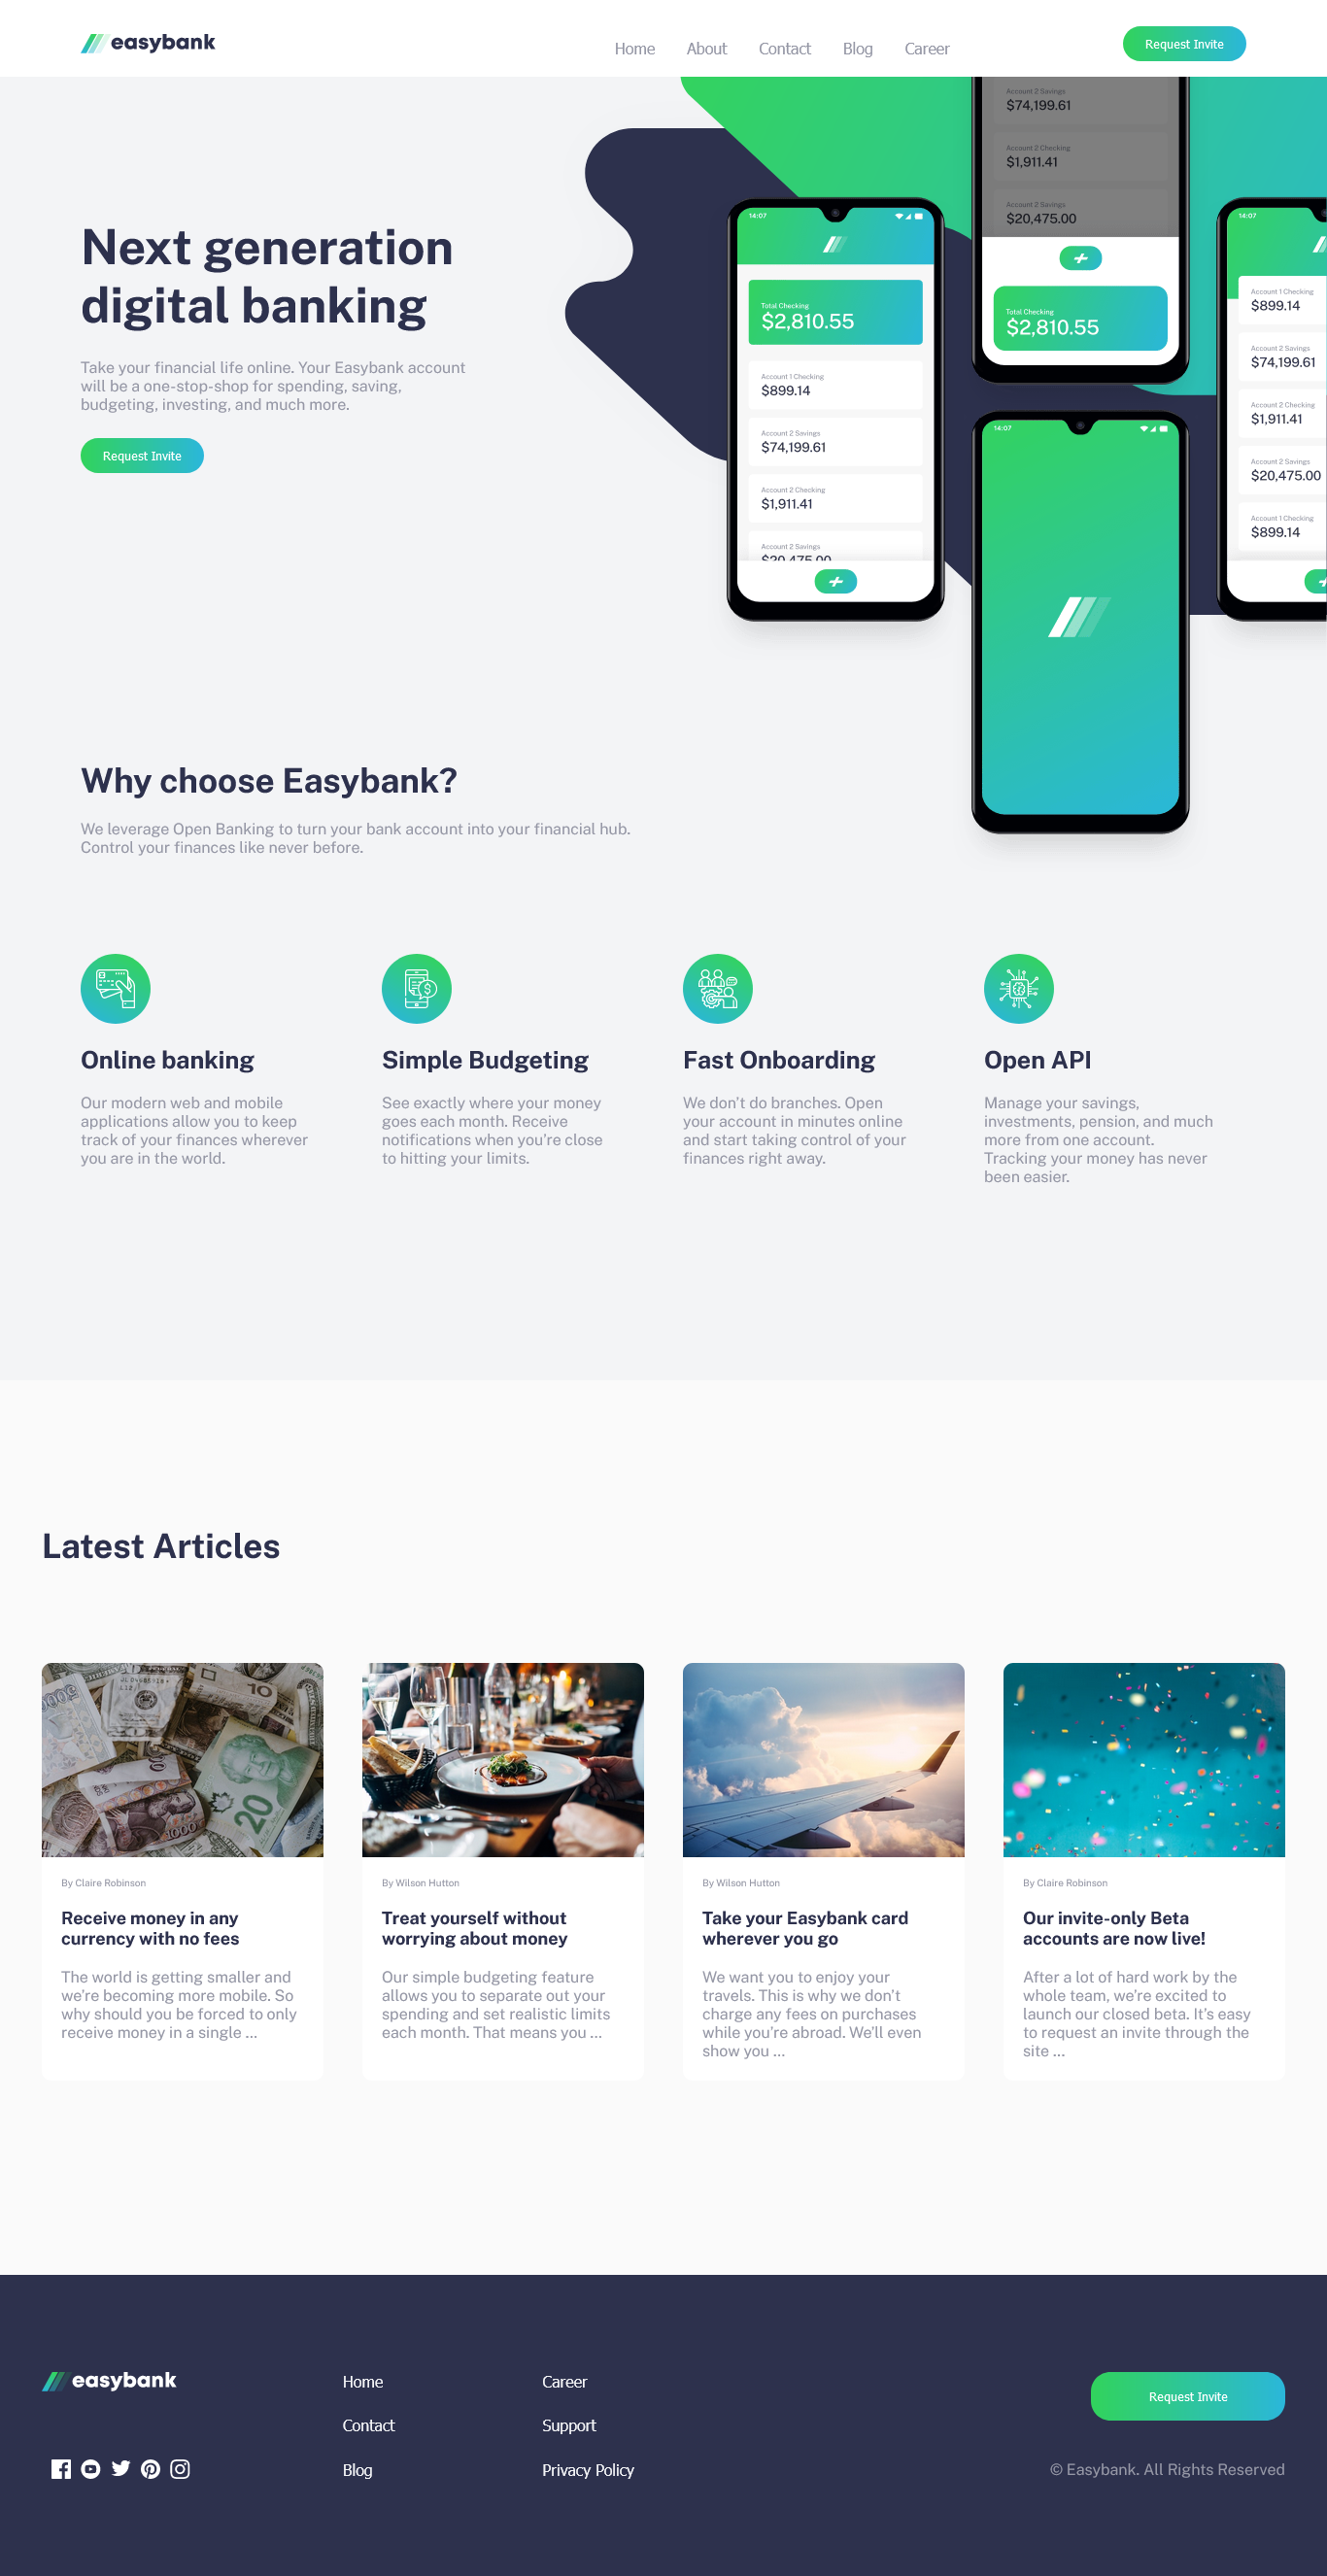 easybank
Home About Contact Blog Career
Request Invite
Next generation
digital banking
Take your financial life online. Your Easybank account
will be a one-stop-shop for spending, saving,
budgeting, investing, and much more.
Request Invite
14:07
Total Checking
$2,810.55
Account 1 Checking
$899.14
Account 2 Savings
$74,199.61
Account 2 Checking
$1,911.41
Account 2 Savings
$20,475.00
Account 2 Savings
$74,199.61
Account 2 Checking
$1,911.41
Account 2 Savings
$20,475.00
Total Checking
$2,810.55
14:07
14:07
Account 1 Checking
$899.14
Account 2 Savings
$74,199.61
Account 2 Checking
$1,911.41
Account 2 Savings
$20,475.00
Account 1 Checking
$899.14
Why choose Easybank?
We leverage Open Banking to turn your bank account into your financial hub.
Control your finances like never before.
Online banking
Our modern web and mobile
applications allow you to keep
track of your finances wherever
you are in the world.
Simple Budgeting
See exactly where your money
goes each month. Receive
notifications when you're close
to hitting your limits.
Fast Onboarding
We don't do branches. Open
your account in minutes online
and start taking control of your
finances right away.
Open API
Manage your savings,
investments, pension, and much
more from one account.
Tracking your money has never
been easier.
Latest Articles
10
20
1000
By Claire Robinson
Receive money in any
currency with no fees
The world is getting smaller and
we're becoming more mobile. So
why should you be forced to only
receive money in a single ...
By Wilson Hutton
Treat yourself without
worrying about money
Our simple budgeting feature
allows you to separate out your
spending and set realistic limits
each month. That means you ...
By Wilson Hutton
Take your Easybank card
wherever you go
We want you to enjoy your
travels. This is why we don't
charge any fees on purchases
while you're abroad. We'll even
show you ...
By Claire Robinson
Our invite-only Beta
accounts are now live!
After a lot of hard work by the
whole team, we're excited to
launch our closed beta. It's easy
to request an invite through the
site ...
easybank
Home
Contact
Blog
Career
Support
Privacy Policy
Request Invite
© Easybank. All Rights Reserved